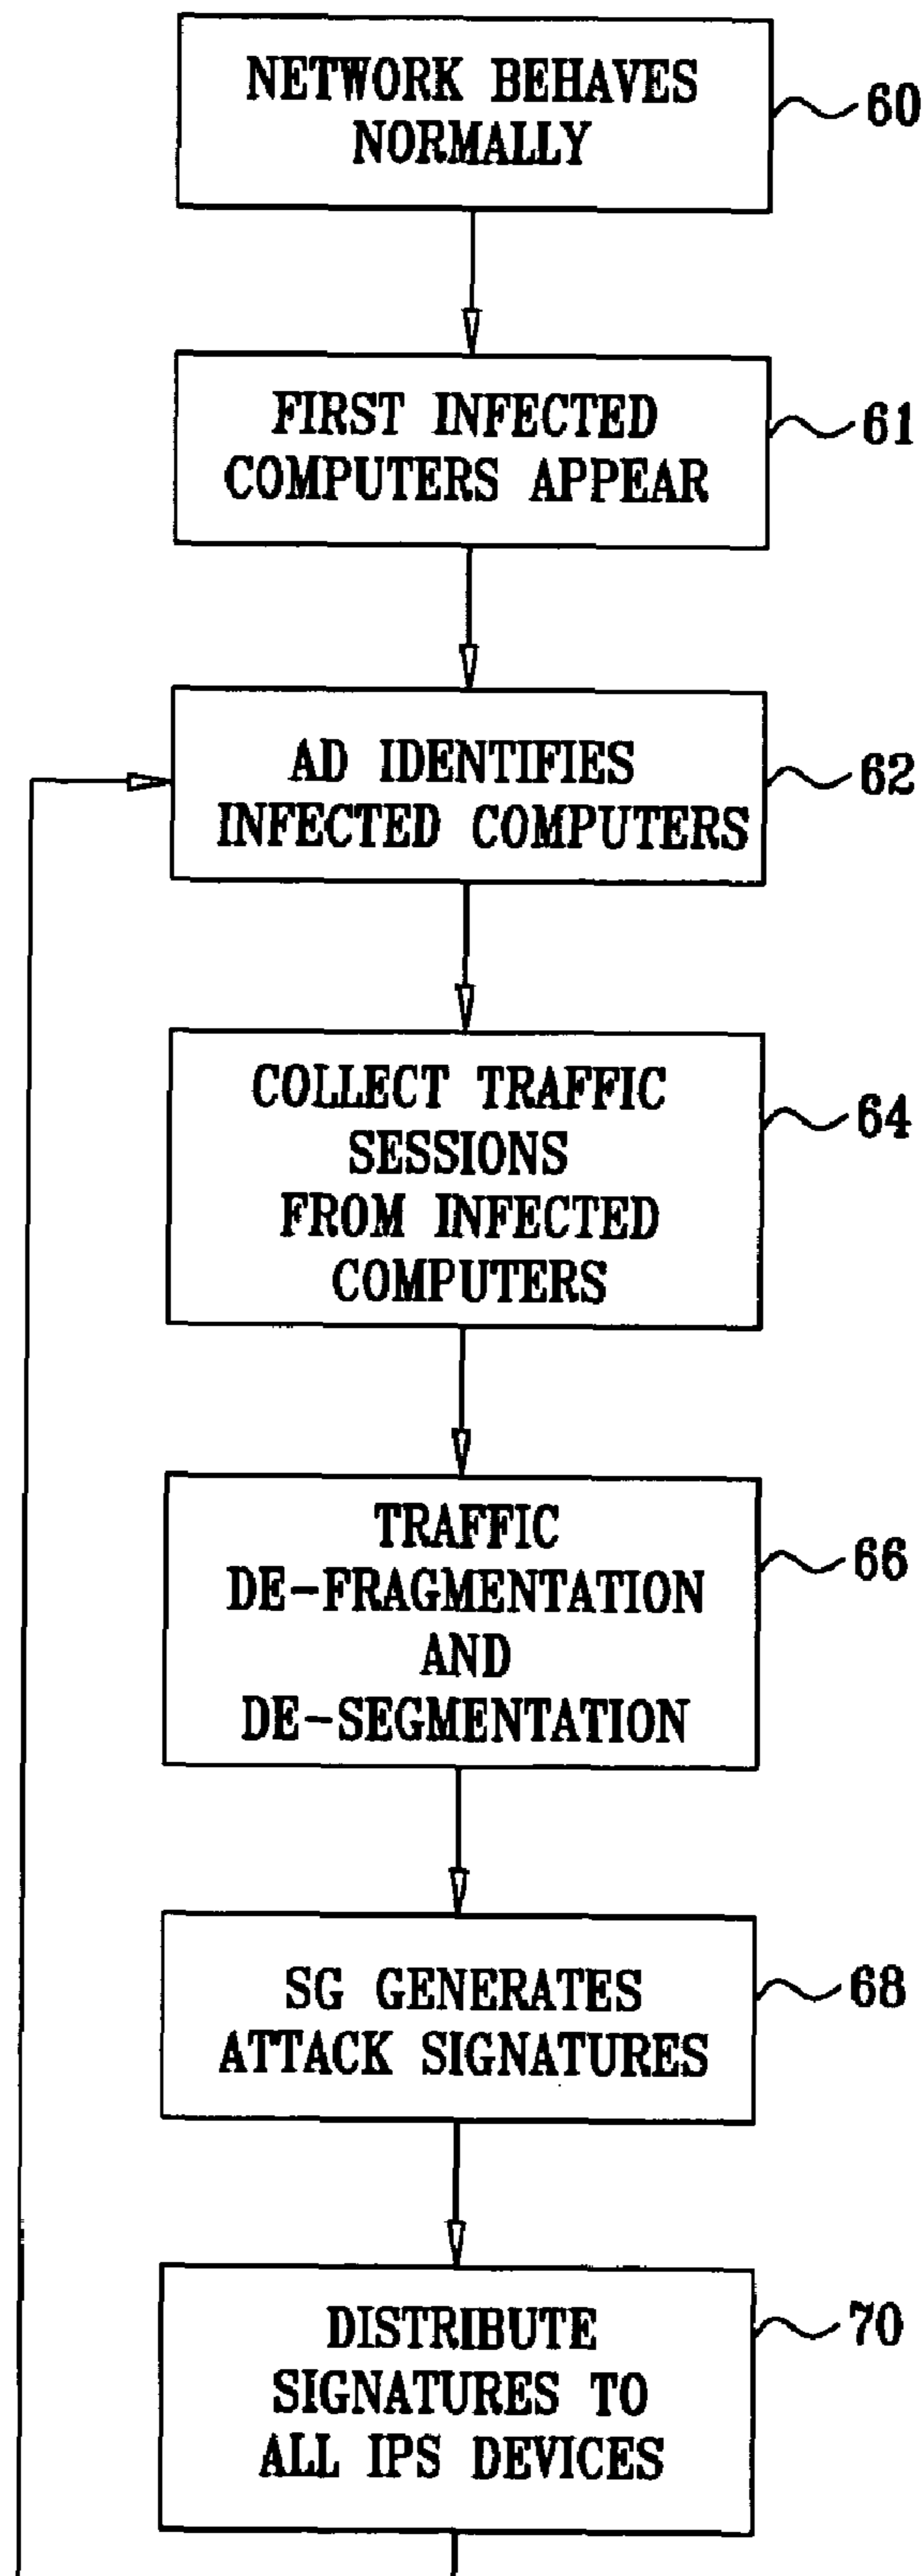 NETWORK BEHAVES
NORMALLY
60
FIRST INFECTED
COMPUTERS APPEAR
61
AD IDENTIFIES
INFECTED COMPUTERS
62
COLLECT TRAFFIC
SESSIONS
FROM INFECTED
COMPUTERS
64
TRAFFIC
DE-FRAGMENTATION
AND
DE-SEGMENTATION
66
SG GENERATES
ATTACK SIGNATURES
68
DISTRIBUTE
SIGNATURES TO
ALL IPS DEVICES
70